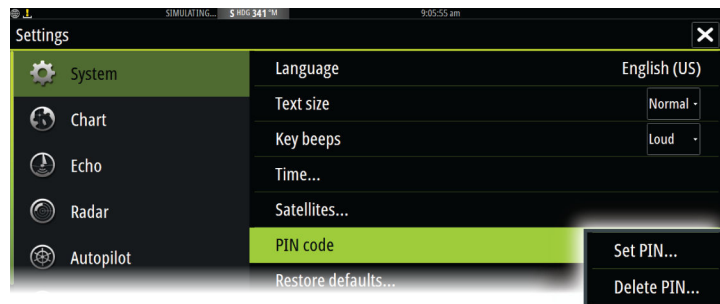 SIMULATING... S HDG 341 °M 9:05:55 am
Settings
System
Chart
Echo
Radar
Autopilot
Language English (US)
Text size Normal
Key beeps Loud
Time...
Satellites...
PIN code
Restore defaults...
Set PIN...
Delete PIN...